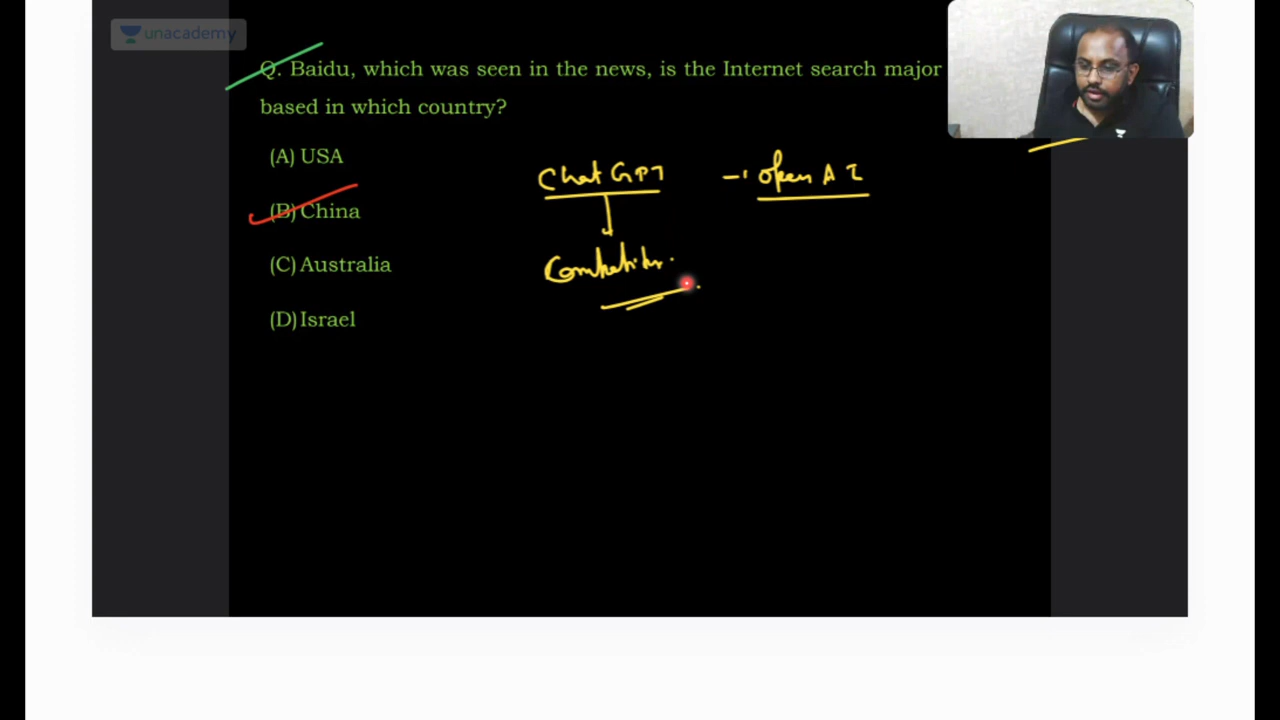 unacademy
Q. Baidu, which was seen in the news, is the Internet search major
based in which country?
(A) USA
(B) China
(C) Australia
(D) Israel
Chat GPT - Open AI
Competitor.